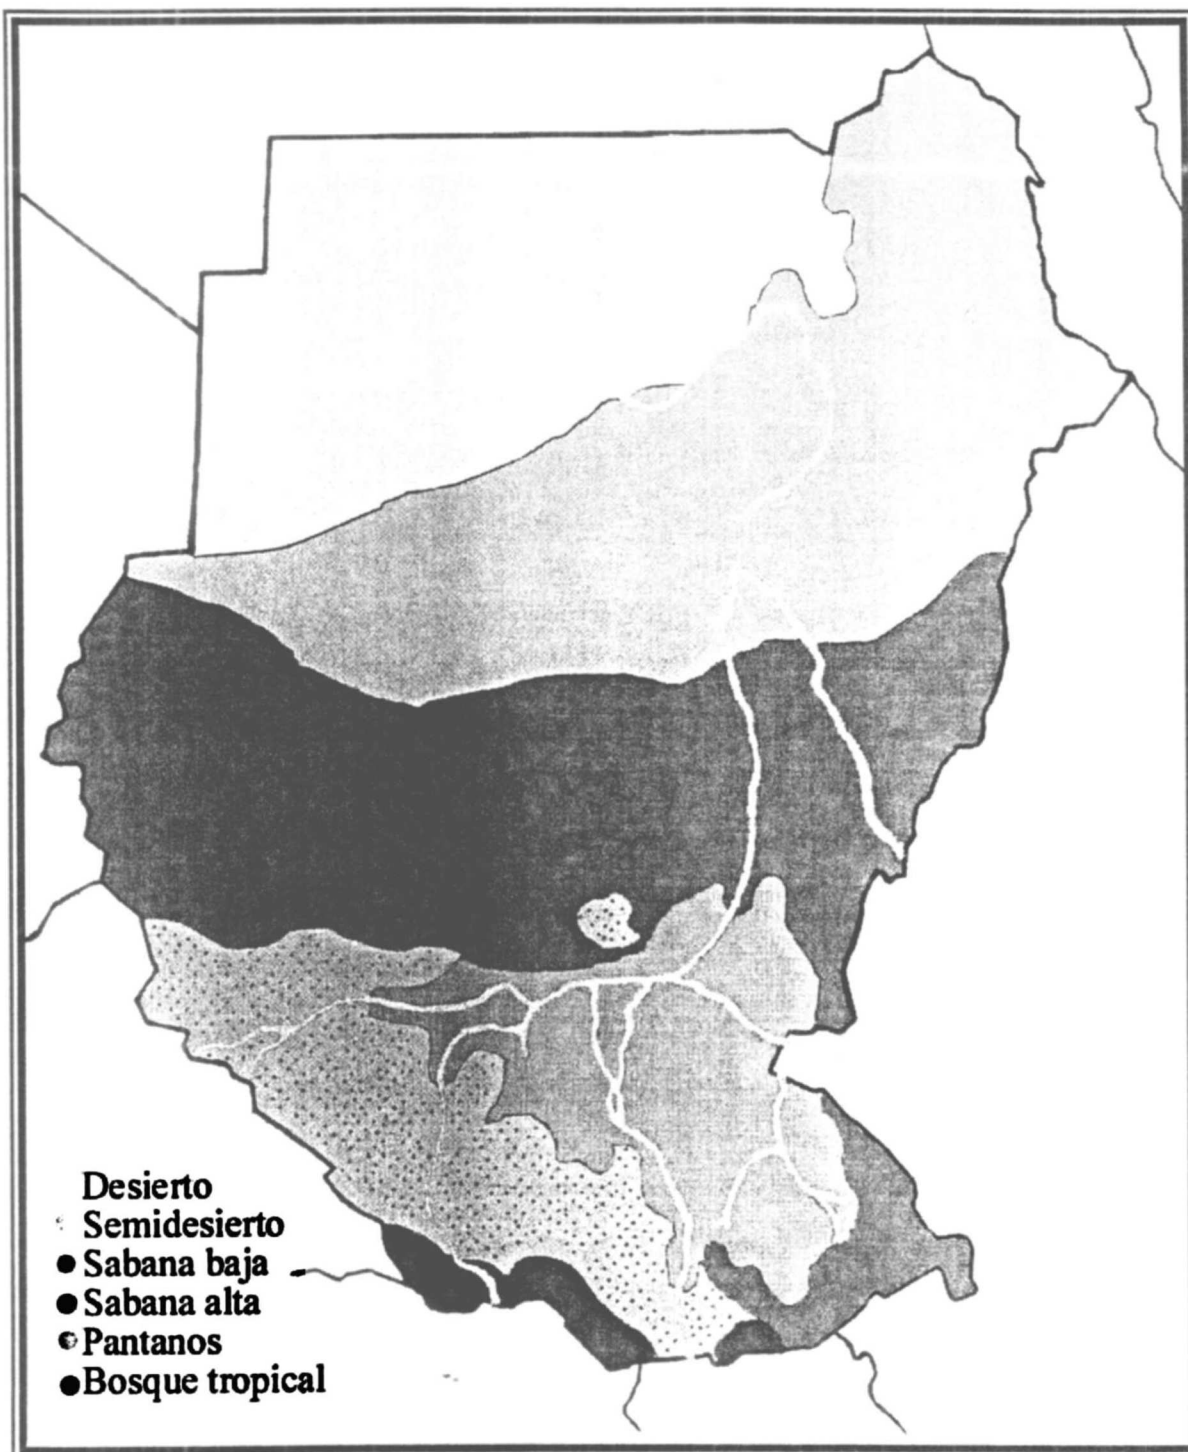 Desierto
Semidesierto
Sabana baja
Sabana alta
Pantanos
Bosque tropical